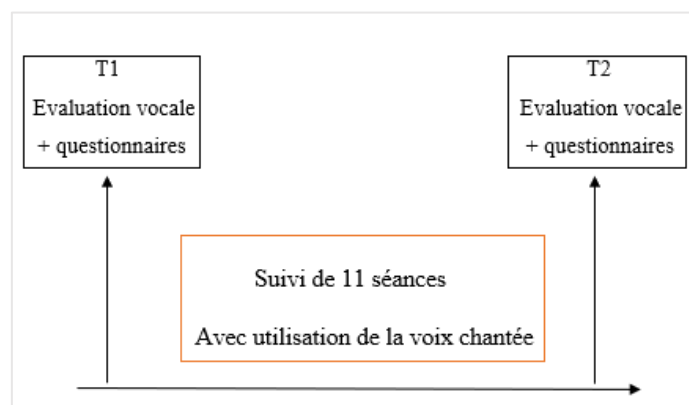 T1
Evaluation vocale
+ questionnaires
T2
Evaluation vocale
+ questionnaires
Suivi de 11 séances
Avec utilisation de la voix chantée